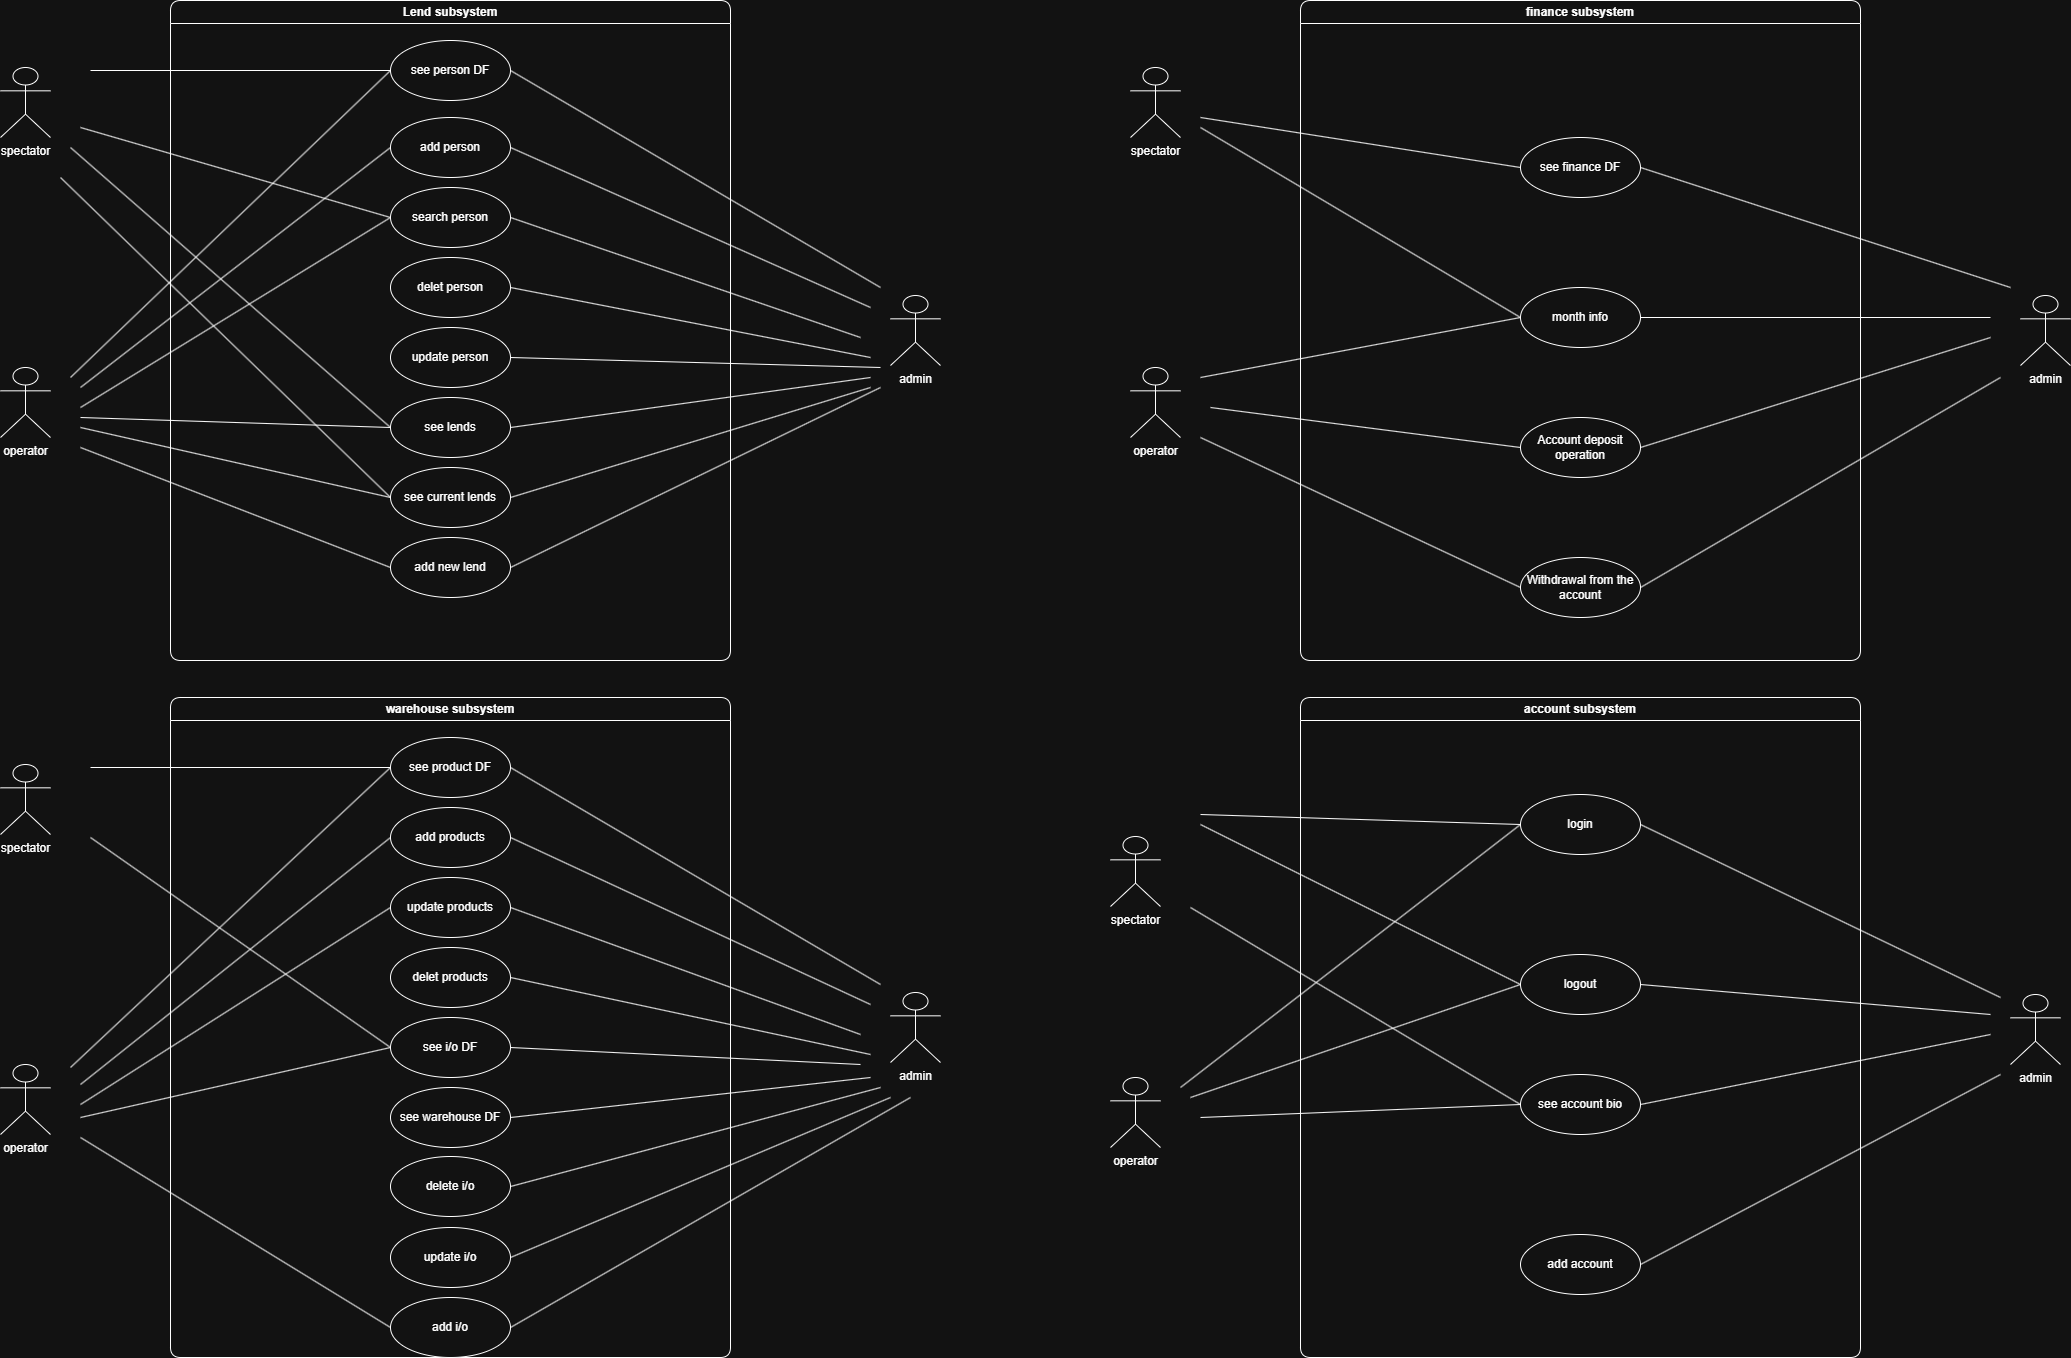 Lend subsystem
see person DF
add person
search person
delet person
update person
see lends
see current lends
add new lend
spectator
operator
admin
finance subsystem
see finance DF
month info
Account deposit
operation
Withdrawal from the
account
spectator
operator
admin
warehouse subsystem
see product DF
add products
update products
delet products
see i/o DF
see warehouse DF
delete i/o
update i/o
add i/o
spectator
operator
admin
account subsystem
login
logout
see account bio
add account
spectator
operator
admin